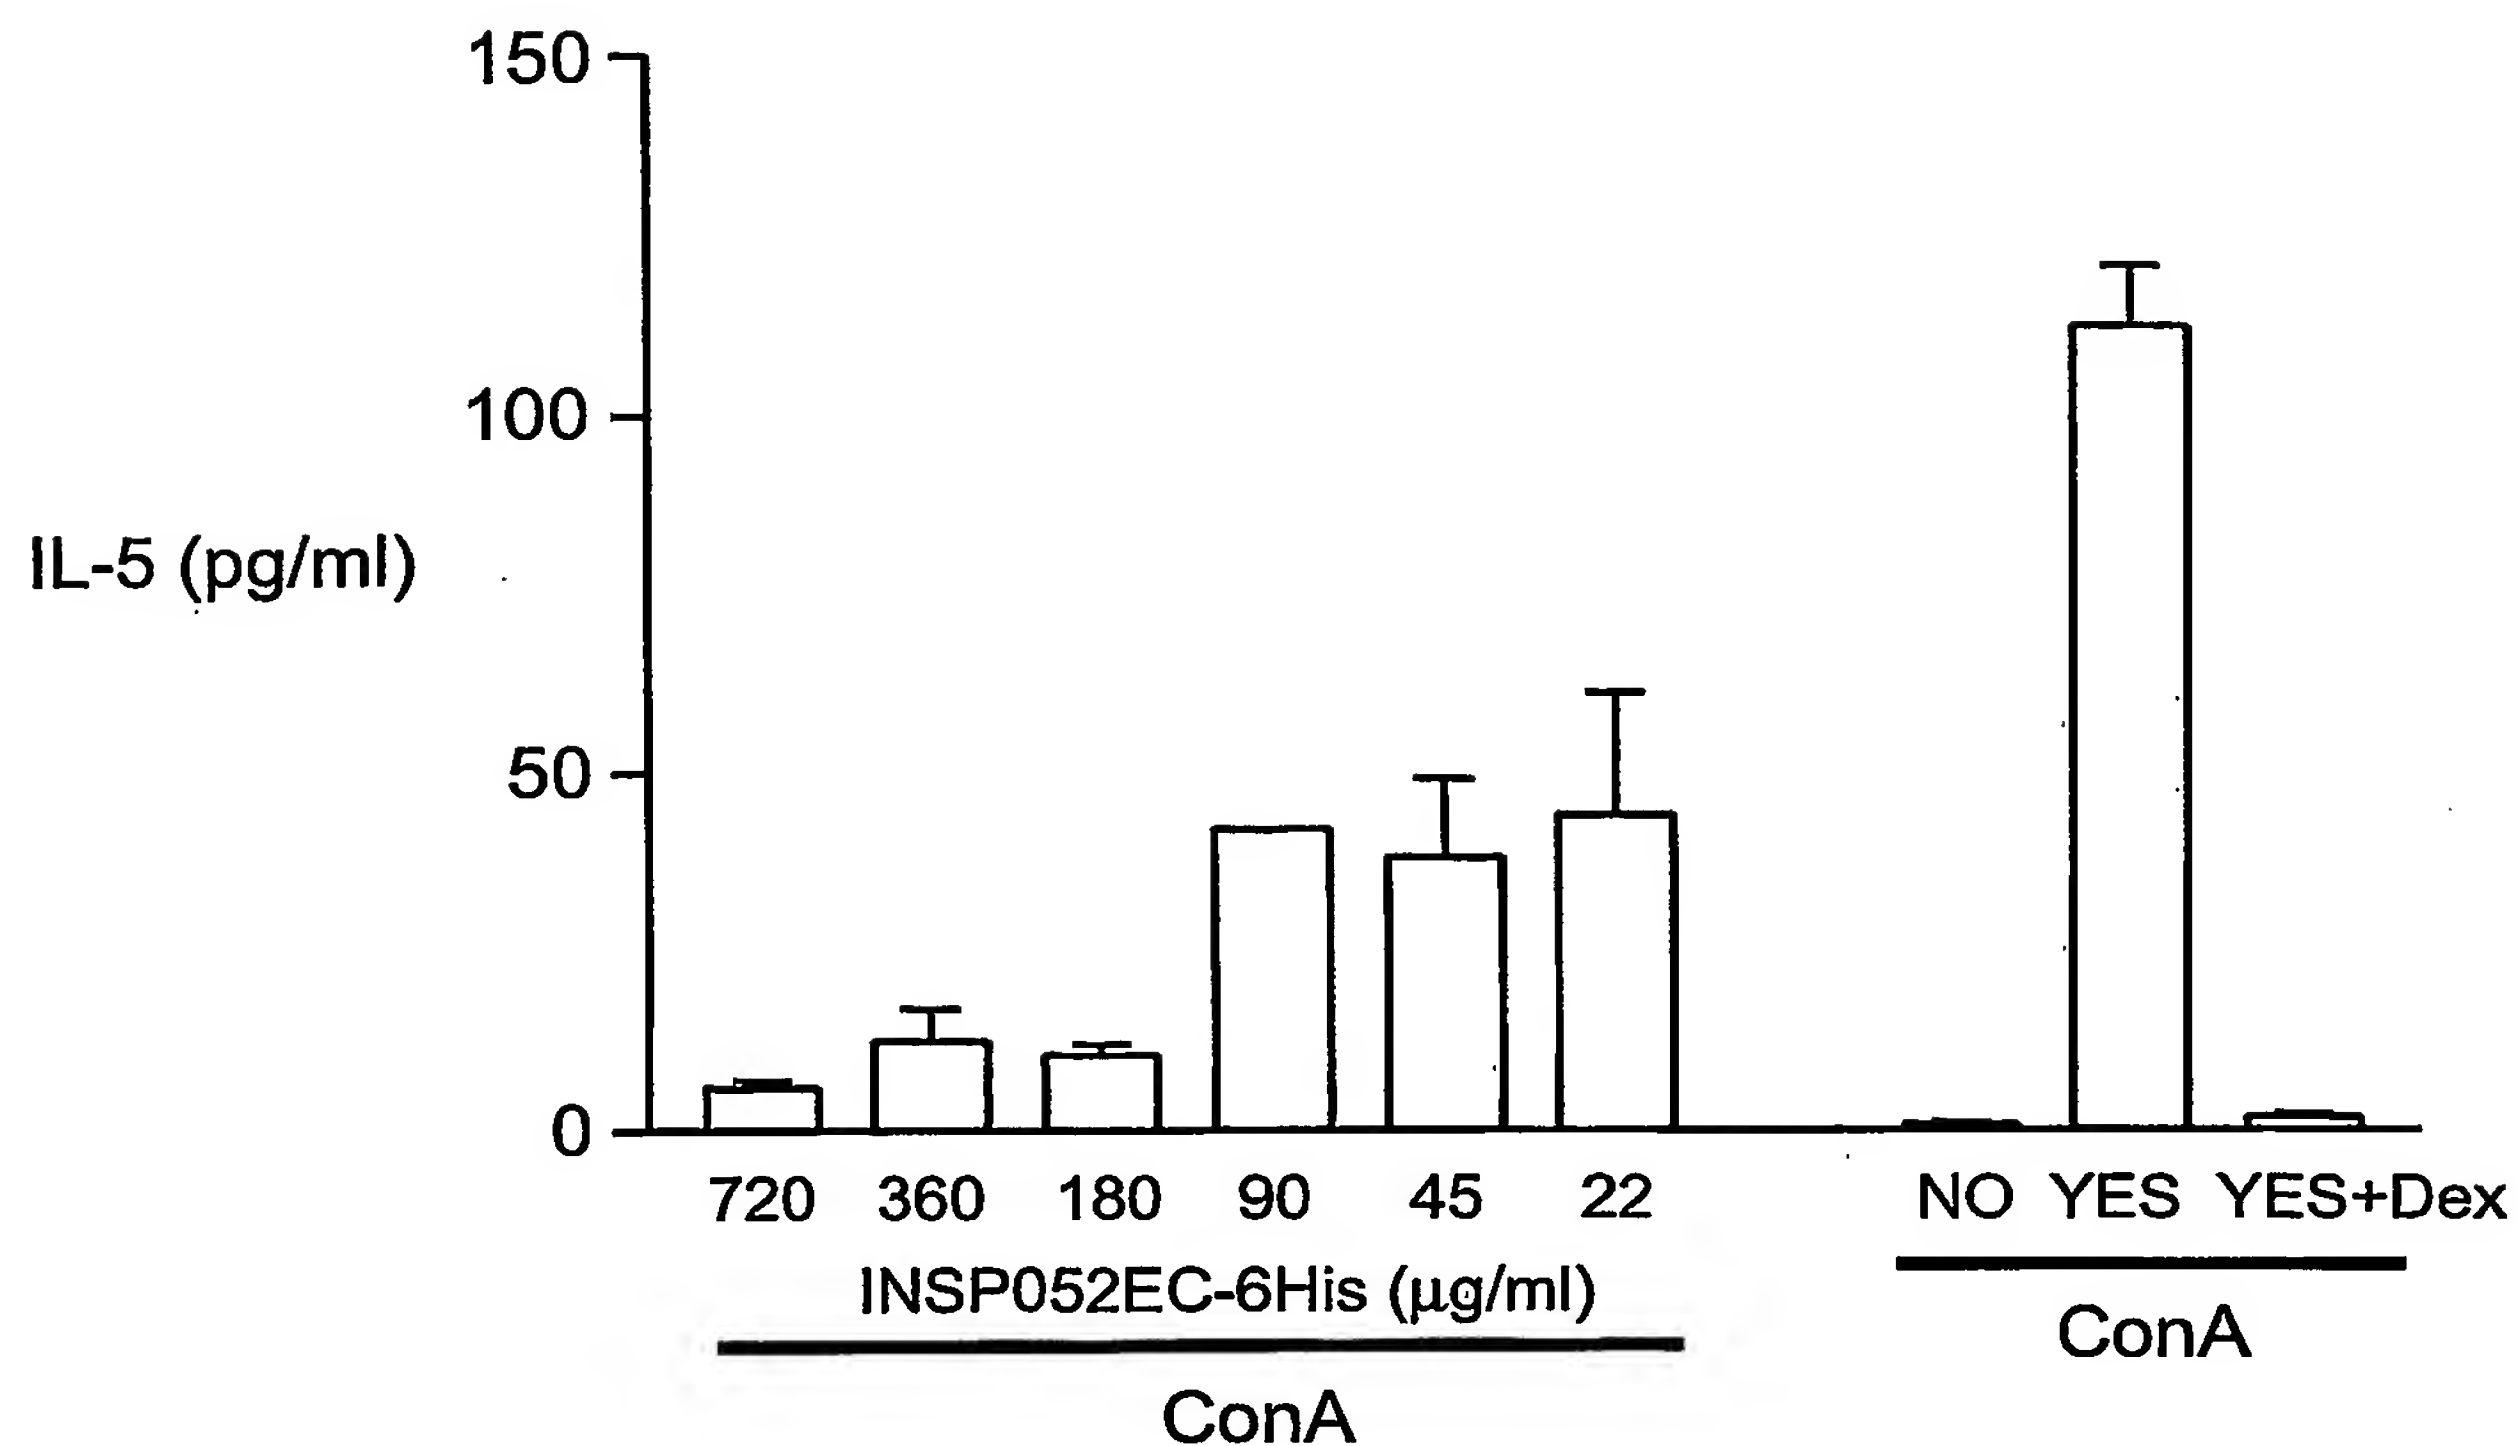 150
100
IL-5 (pg/ml)
50
0
720 360 180 90 45 22 NO YES YES+Dex
INSP052EC-6His (µg/ml)
ConA
ConA